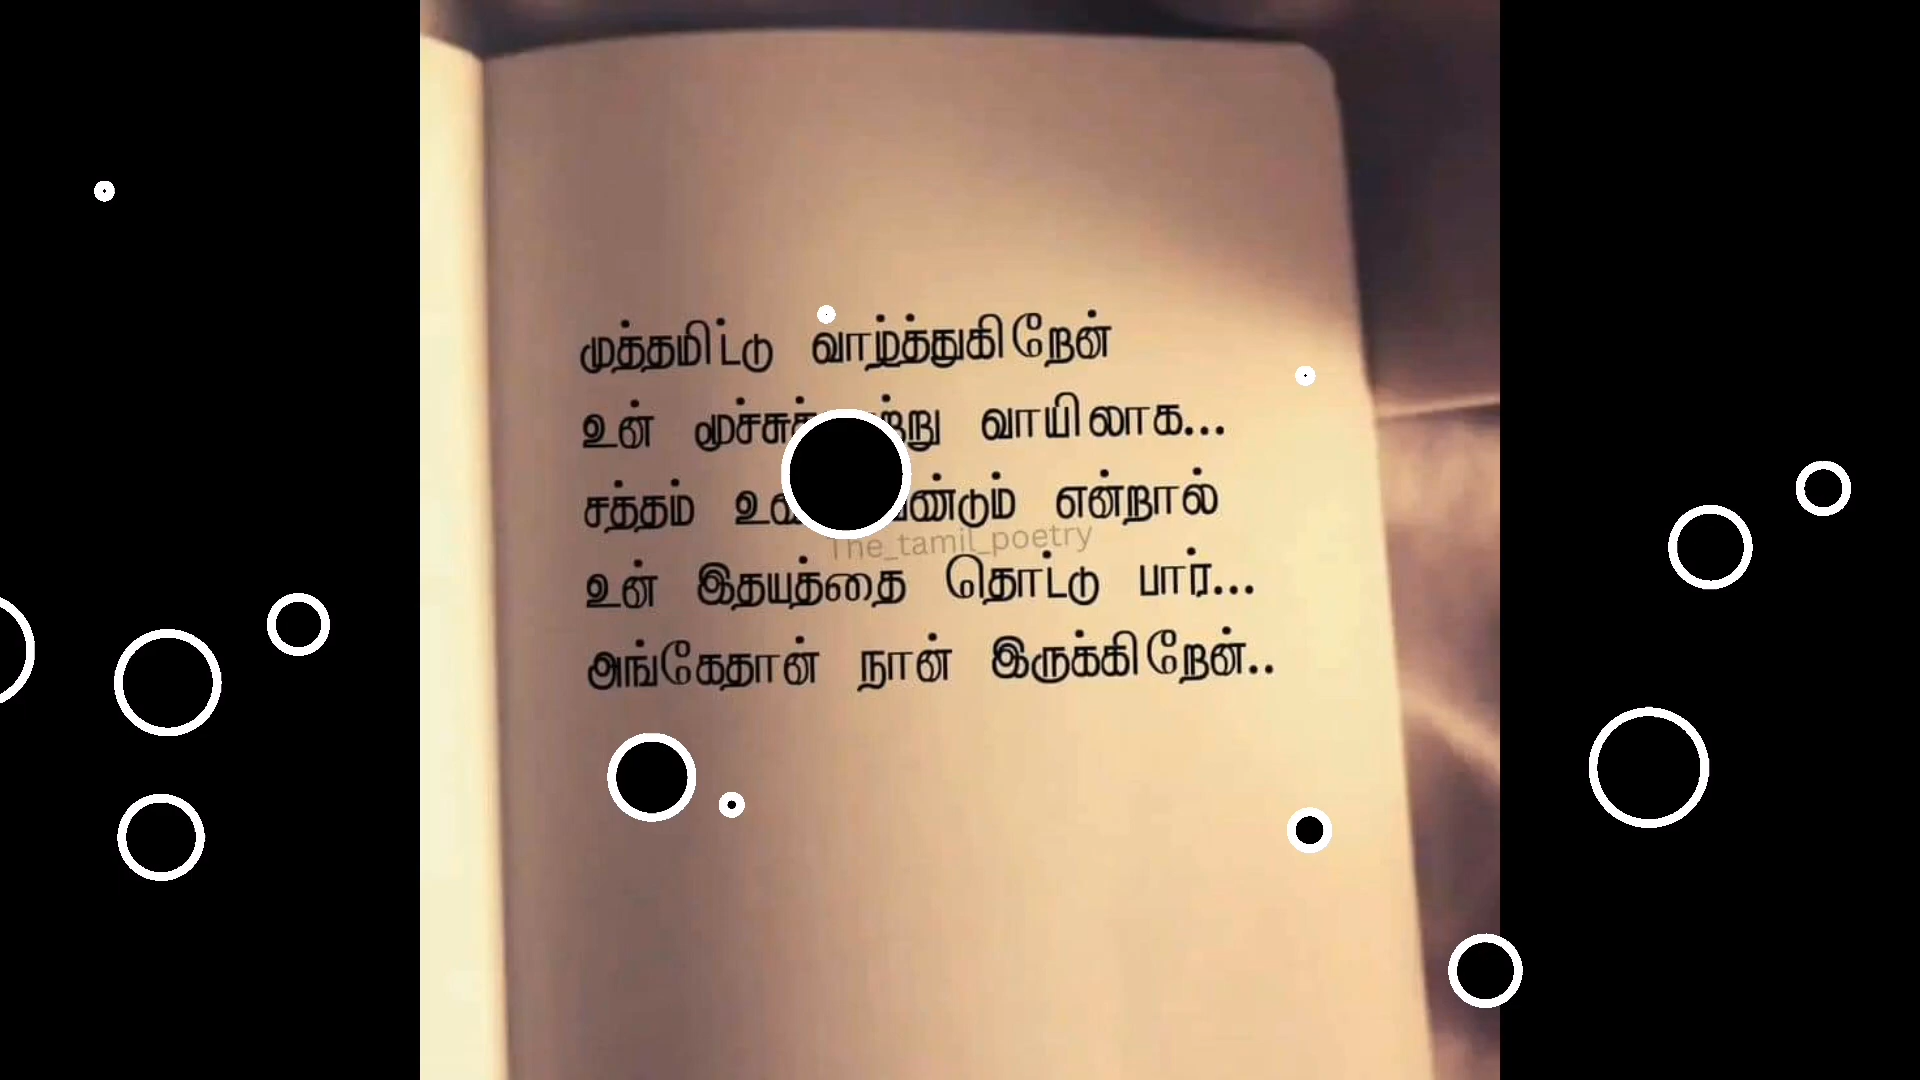 முத்தமிட்டு வாழ்த்துகிறேன்
உன் வாயிலாக...
சத்தம் என்றால்
The_tamil_poetry
உன் இதயத்தை தொட்டு பார்...
அங்கேதான் நான் இருக்கிறேன்..